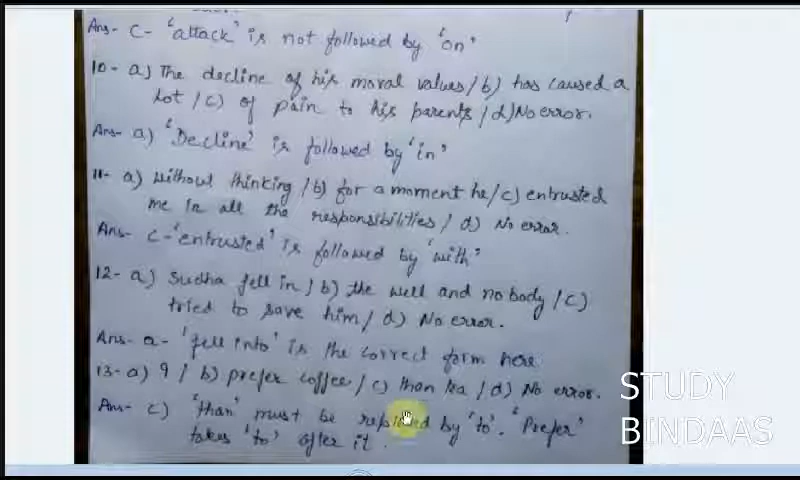 Ans- C- 'attack' is not followed by 'on'
10- a) The decline of his moral values / b) has caused a
lot / c) of pain to his parents / d) No error.
Ans- a) 'Decline' is followed by 'in'
11- a) without thinking / b) for a moment he / c) entrusted
me in all the responsibilities / d) No error.
Ans- C- 'entrusted' is followed by 'with'
12- a) Sudha fell in / b) the well and nobody / c)
tried to save him / d) No error.
Ans- a- 'fell into' is the correct form here
13- a) 9 / b) prefer coffee / c) than tea / d) No error.
Ans- c) 'than' must be replaced by 'to'. 'Prefer'
takes 'to' after it.
STUDY
BINDAAS